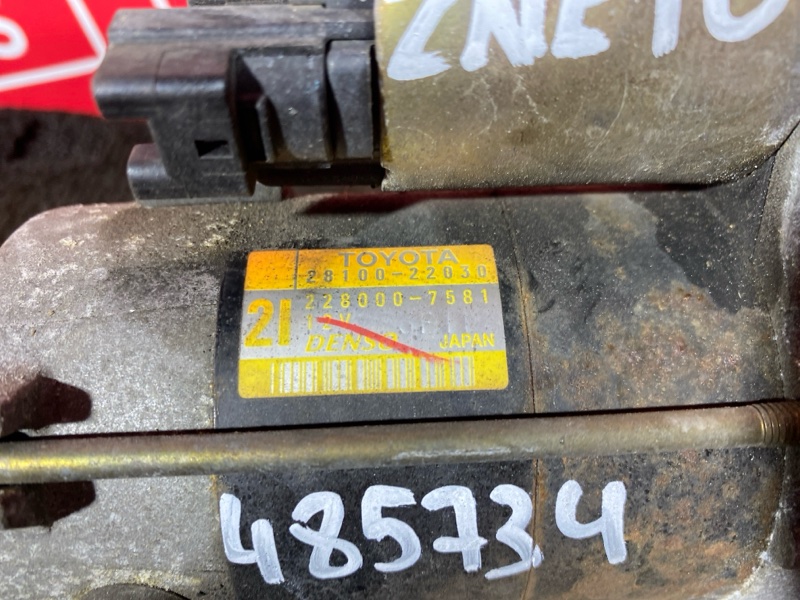 ZNE10
TOYOTA
28100-22030
21
228000-7581
12V
DENSO JAPAN
485734